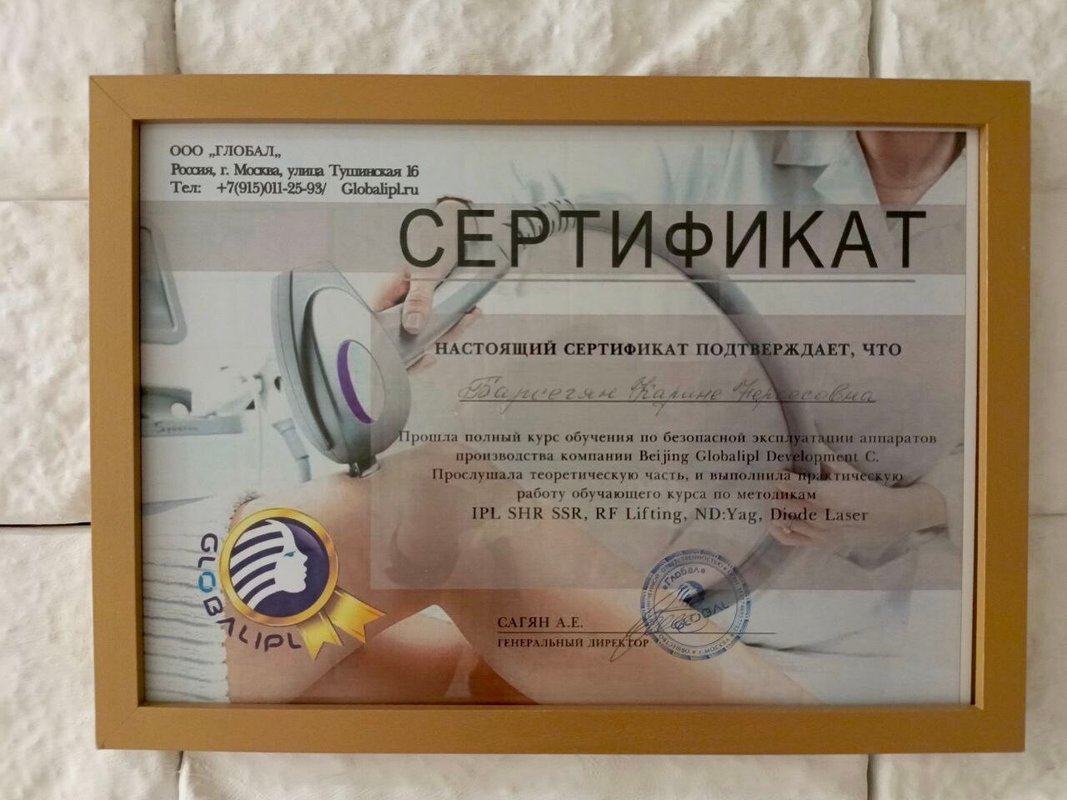 ООО „ГЛОБАЛ„
Россия, г. Москва, улица Тушинская 16
Тел: +7(915)011-25-93/ Globalipl.ru
СЕРТИФИКАТ
НАСТОЯЩИЙ СЕРТИФИКАТ ПОДТВЕРЖДАЕТ, ЧТО
Барсегян Карине Персесовна
Прошла полный курс обучения по безопасной эксплуатации аппаратов
производства компании Beijing Globalipl Development C.
Прослушала теоретическую часть, и выполнила практическую
работу обучающего курса по методикам
IPL SHR SSR, RF Lifting, ND:Yag, Diode Laser
GLOBALIPL
САГЯН А.Е.
ГЕНЕРАЛЬНЫЙ ДИРЕКТОР
«Глобал»
GLOBAL